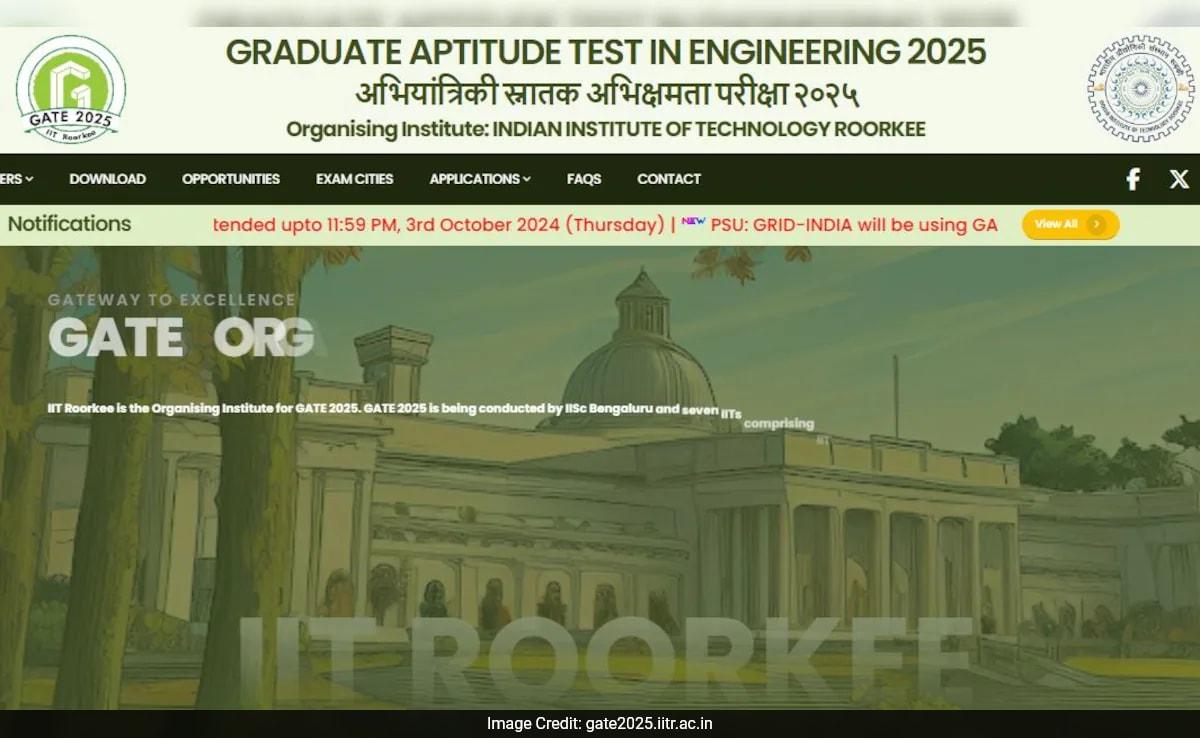 GRADUATE APTITUDE TEST IN ENGINEERING 2025
अभियांत्रिकी स्नातक अभिक्षमता परीक्षा २०२५
Organising Institute: INDIAN INSTITUTE OF TECHNOLOGY ROORKEE
GATE 2025
IIT Roorkee
ERS DOWNLOAD OPPORTUNITIES EXAM CITIES APPLICATIONS FAQS CONTACT
Notifications tended upto 11:59 PM, 3rd October 2024 (Thursday) | NEW PSU: GRID-INDIA will be using GA View All
GATEWAY TO EXCELLENCE
GATE ORG
IIT Roorkee is the Organising Institute for GATE 2025. GATE 2025 is being conducted by IISc Bengaluru and seven IITs comprising
IIT ROORKEE
Image Credit: gate2025.iitr.ac.in